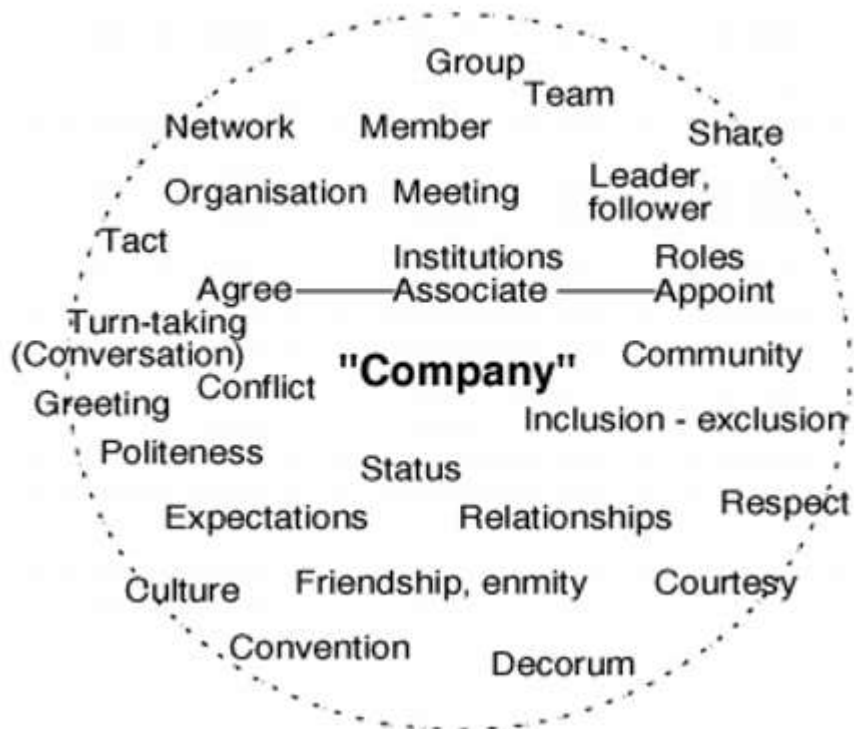 Group
Team
Network
Member
Share
Organisation
Meeting
Leader,
follower
Tact
Institutions
Roles
Agree
Associate
Appoint
Turn-taking
(Conversation)
"Company"
Community
Conflict
Greeting
Inclusion - exclusion
Politeness
Status
Expectations
Relationships
Respect
Culture
Friendship, enmity
Courtesy
Convention
Decorum